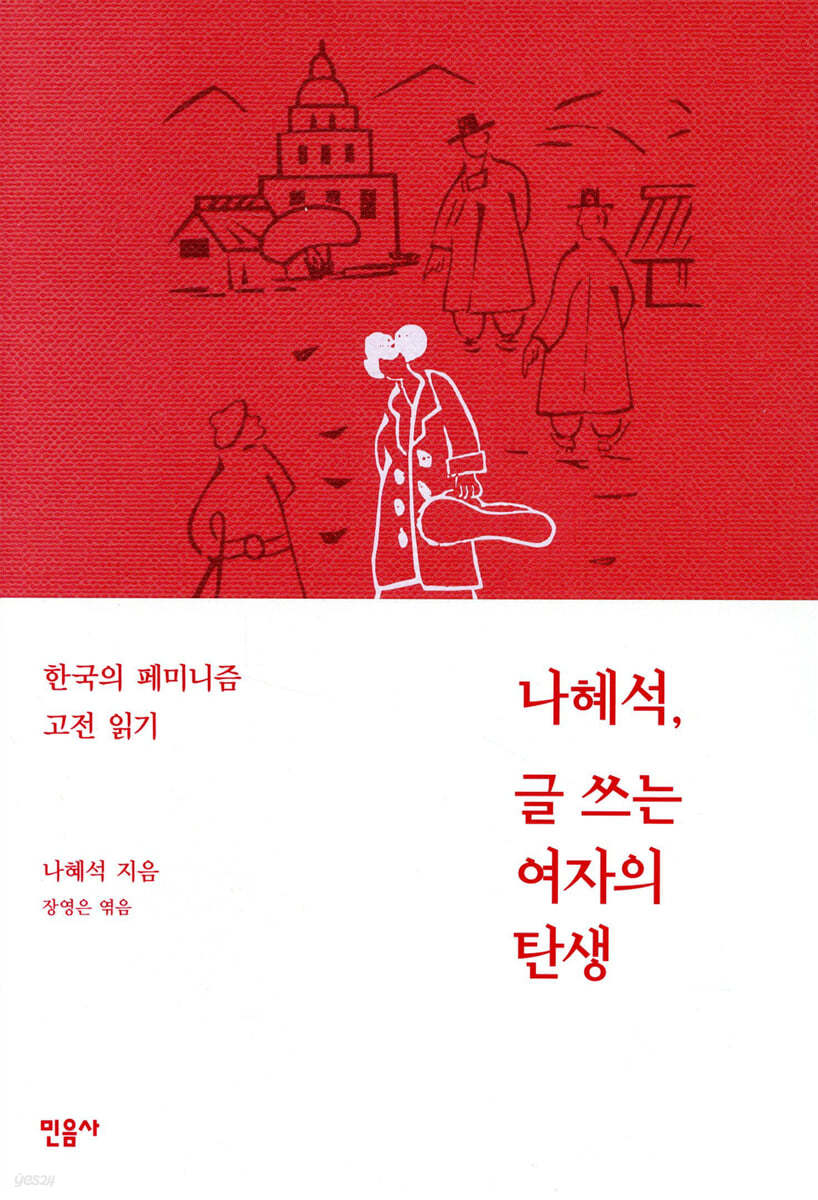 한국의 페미니즘
고전 읽기
나혜석,
글 쓰는
여자의
탄생
나혜석 지음
장영은 엮음
민음사
yes24